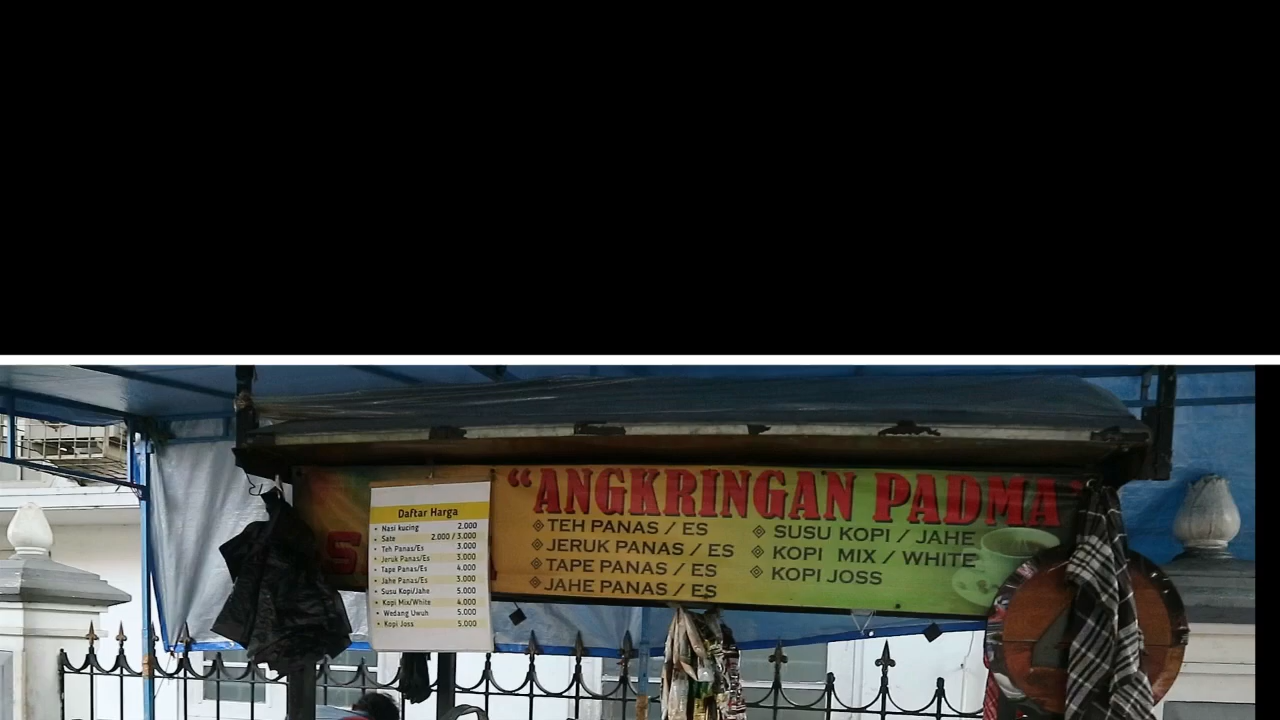 Daftar Harga
• Nasi kucing 2.000
• Sate 2.000 / 3.000
• Teh Panas/Es 3.000
• Jeruk Panas/Es 3.000
• Tape Panas/Es 4.000
• Jahe Panas/Es 3.000
• Susu Kopi/Jahe 5.000
• Kopi Mix/White 4.000
• Wedang Uwuh 5.000
• Kopi Joss 5.000
"ANGKRINGAN PADMA"
TEH PANAS / ES
JERUK PANAS / ES
TAPE PANAS / ES
JAHE PANAS / ES
SUSU KOPI / JAHE
KOPI MIX / WHITE
KOPI JOSS